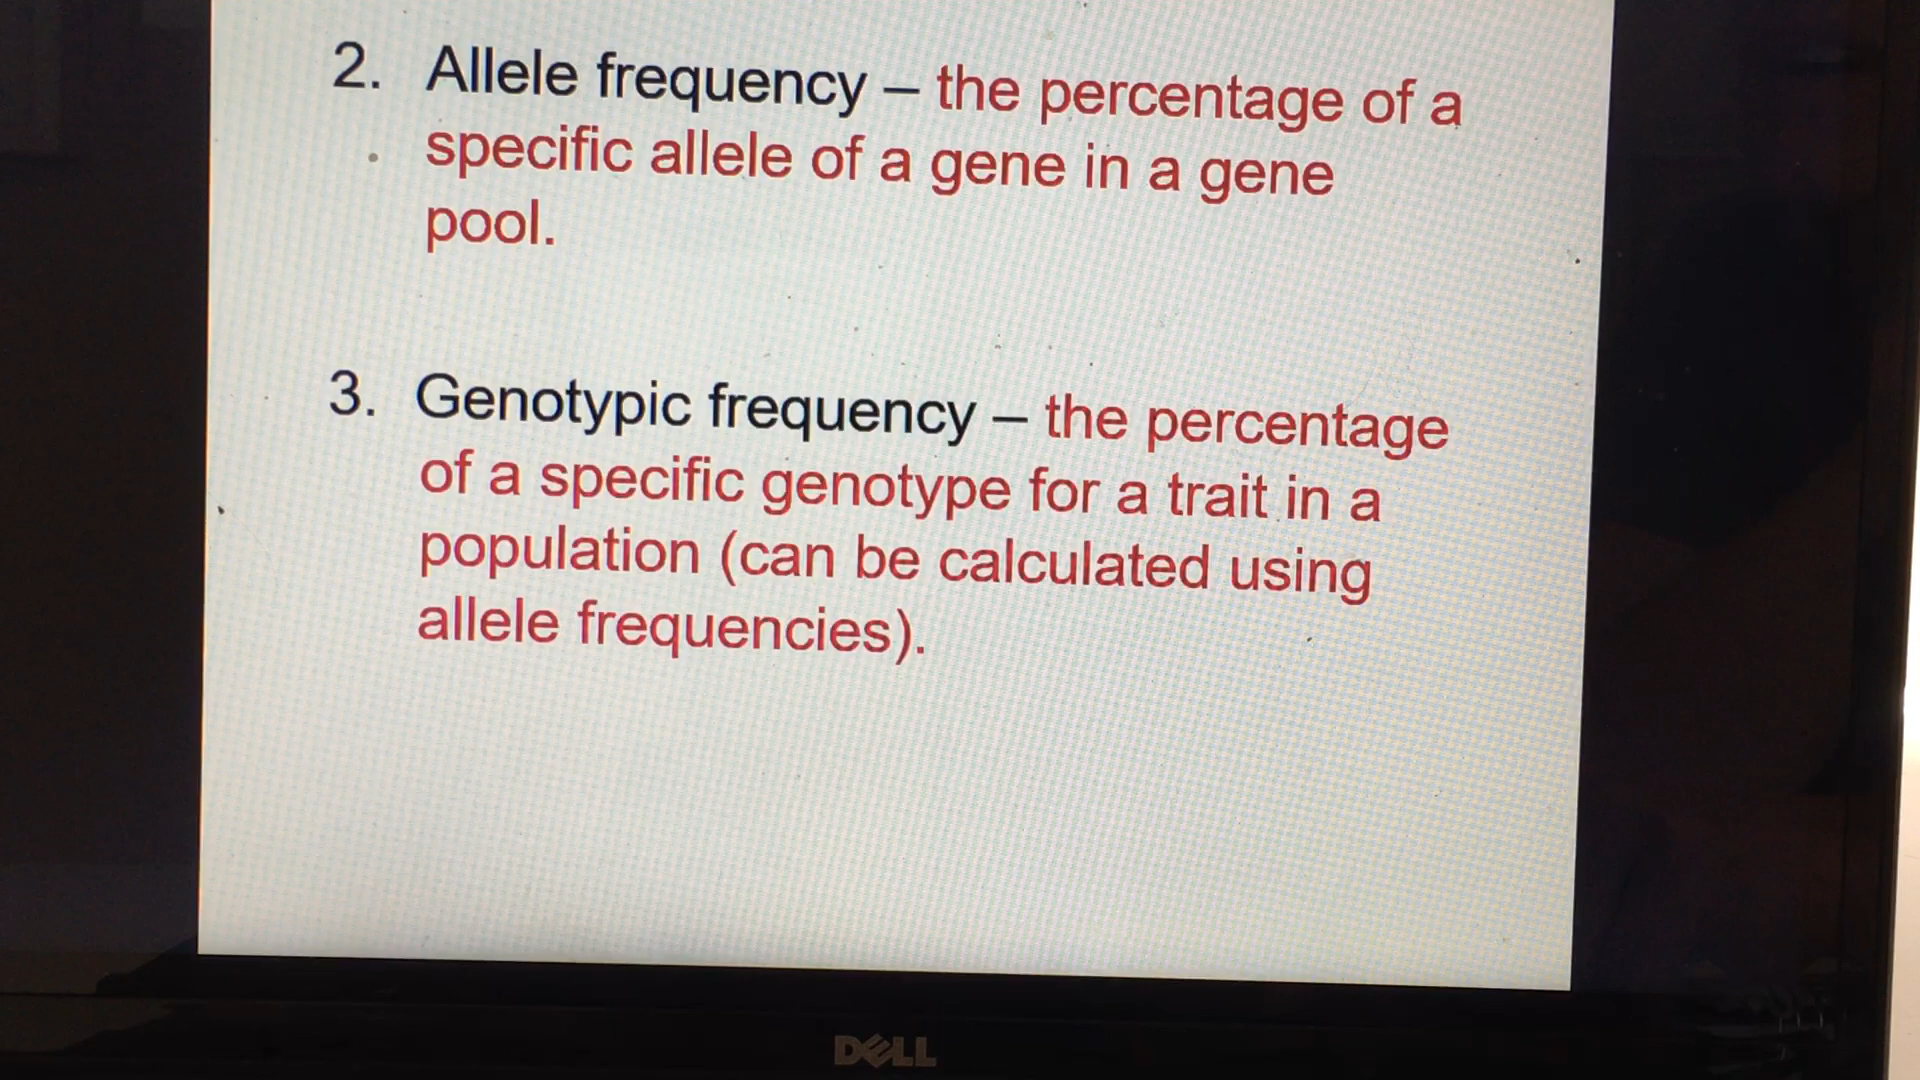 2. Allele frequency – the percentage of a
specific allele of a gene in a gene
pool.
3. Genotypic frequency – the percentage
of a specific genotype for a trait in a
population (can be calculated using
allele frequencies).
DELL